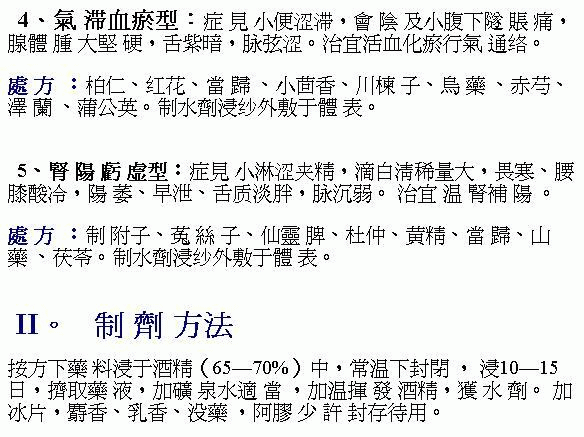 4、氣 滞血瘀型：症 見 小便涩滞，會 陰 及小腹下隧 賬 痛，
腺體 腫 大堅 硬，舌紫暗，脉弦涩。治宜活血化瘀行氣 通络。
處 方 ：柏仁、红花、當 歸 、小茴香、川楝 子、烏 藥 、赤芍、
澤 蘭 、蒲公英。制水劑浸纱外敷于體 表。
5、腎 陽 虧 虛型：症見 小淋涩夹精，滴白清稀量大，畏寒、腰
膝酸冷，陽 萎、早泄、舌质淡胖，脉沉弱。 治宜 温 腎補 陽 。
處 方 ：制 附子、菟 絲 子、仙靈 脾、杜仲、黄精、當 歸、山
藥 、茯苓。制水劑浸纱外敷于體 表。
II。 制 劑 方法
按方下藥 料浸于酒精（65—70%）中，常温下封閉 ， 浸10—15
日，擠取藥 液，加礦 泉水適 當 ，加温揮 發 酒精，獲 水 劑。 加
冰片，麝香、乳香、没藥 ，阿膠 少 許 封存待用。